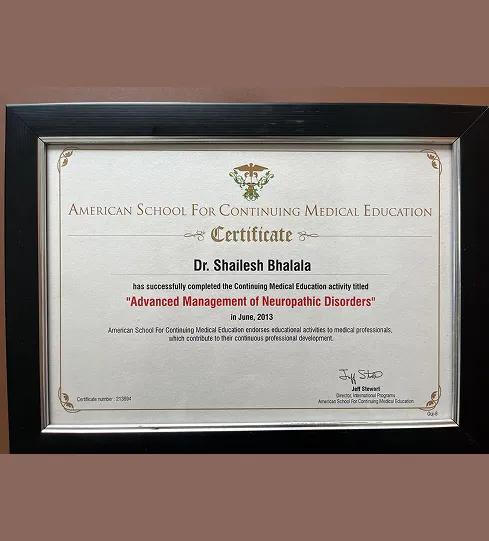 AMERICAN SCHOOL FOR CONTINUING MEDICAL EDUCATION
Certificate
Dr. Shailesh Bhalala
has successfully completed the Continuing Medical Education activity titled
"Advanced Management of Neuropathic Disorders"
in June, 2013
American School For Continuing Medical Education endorses educational activities to medical professionals,
which contribute to their continuous professional development.
Jeff Stewart
Director, International Programs
American School For Continuing Medical Education
Certificate number : 213694